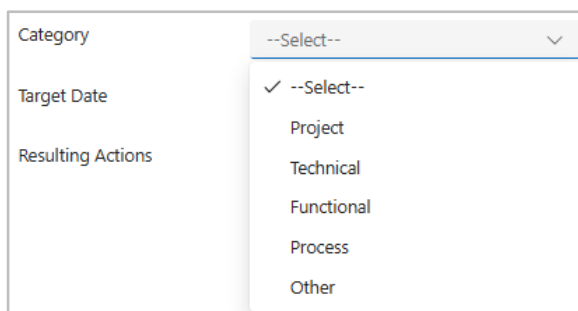 Category
--Select--
Target Date
--Select--
Project
Resulting Actions
Technical
Functional
Process
Other